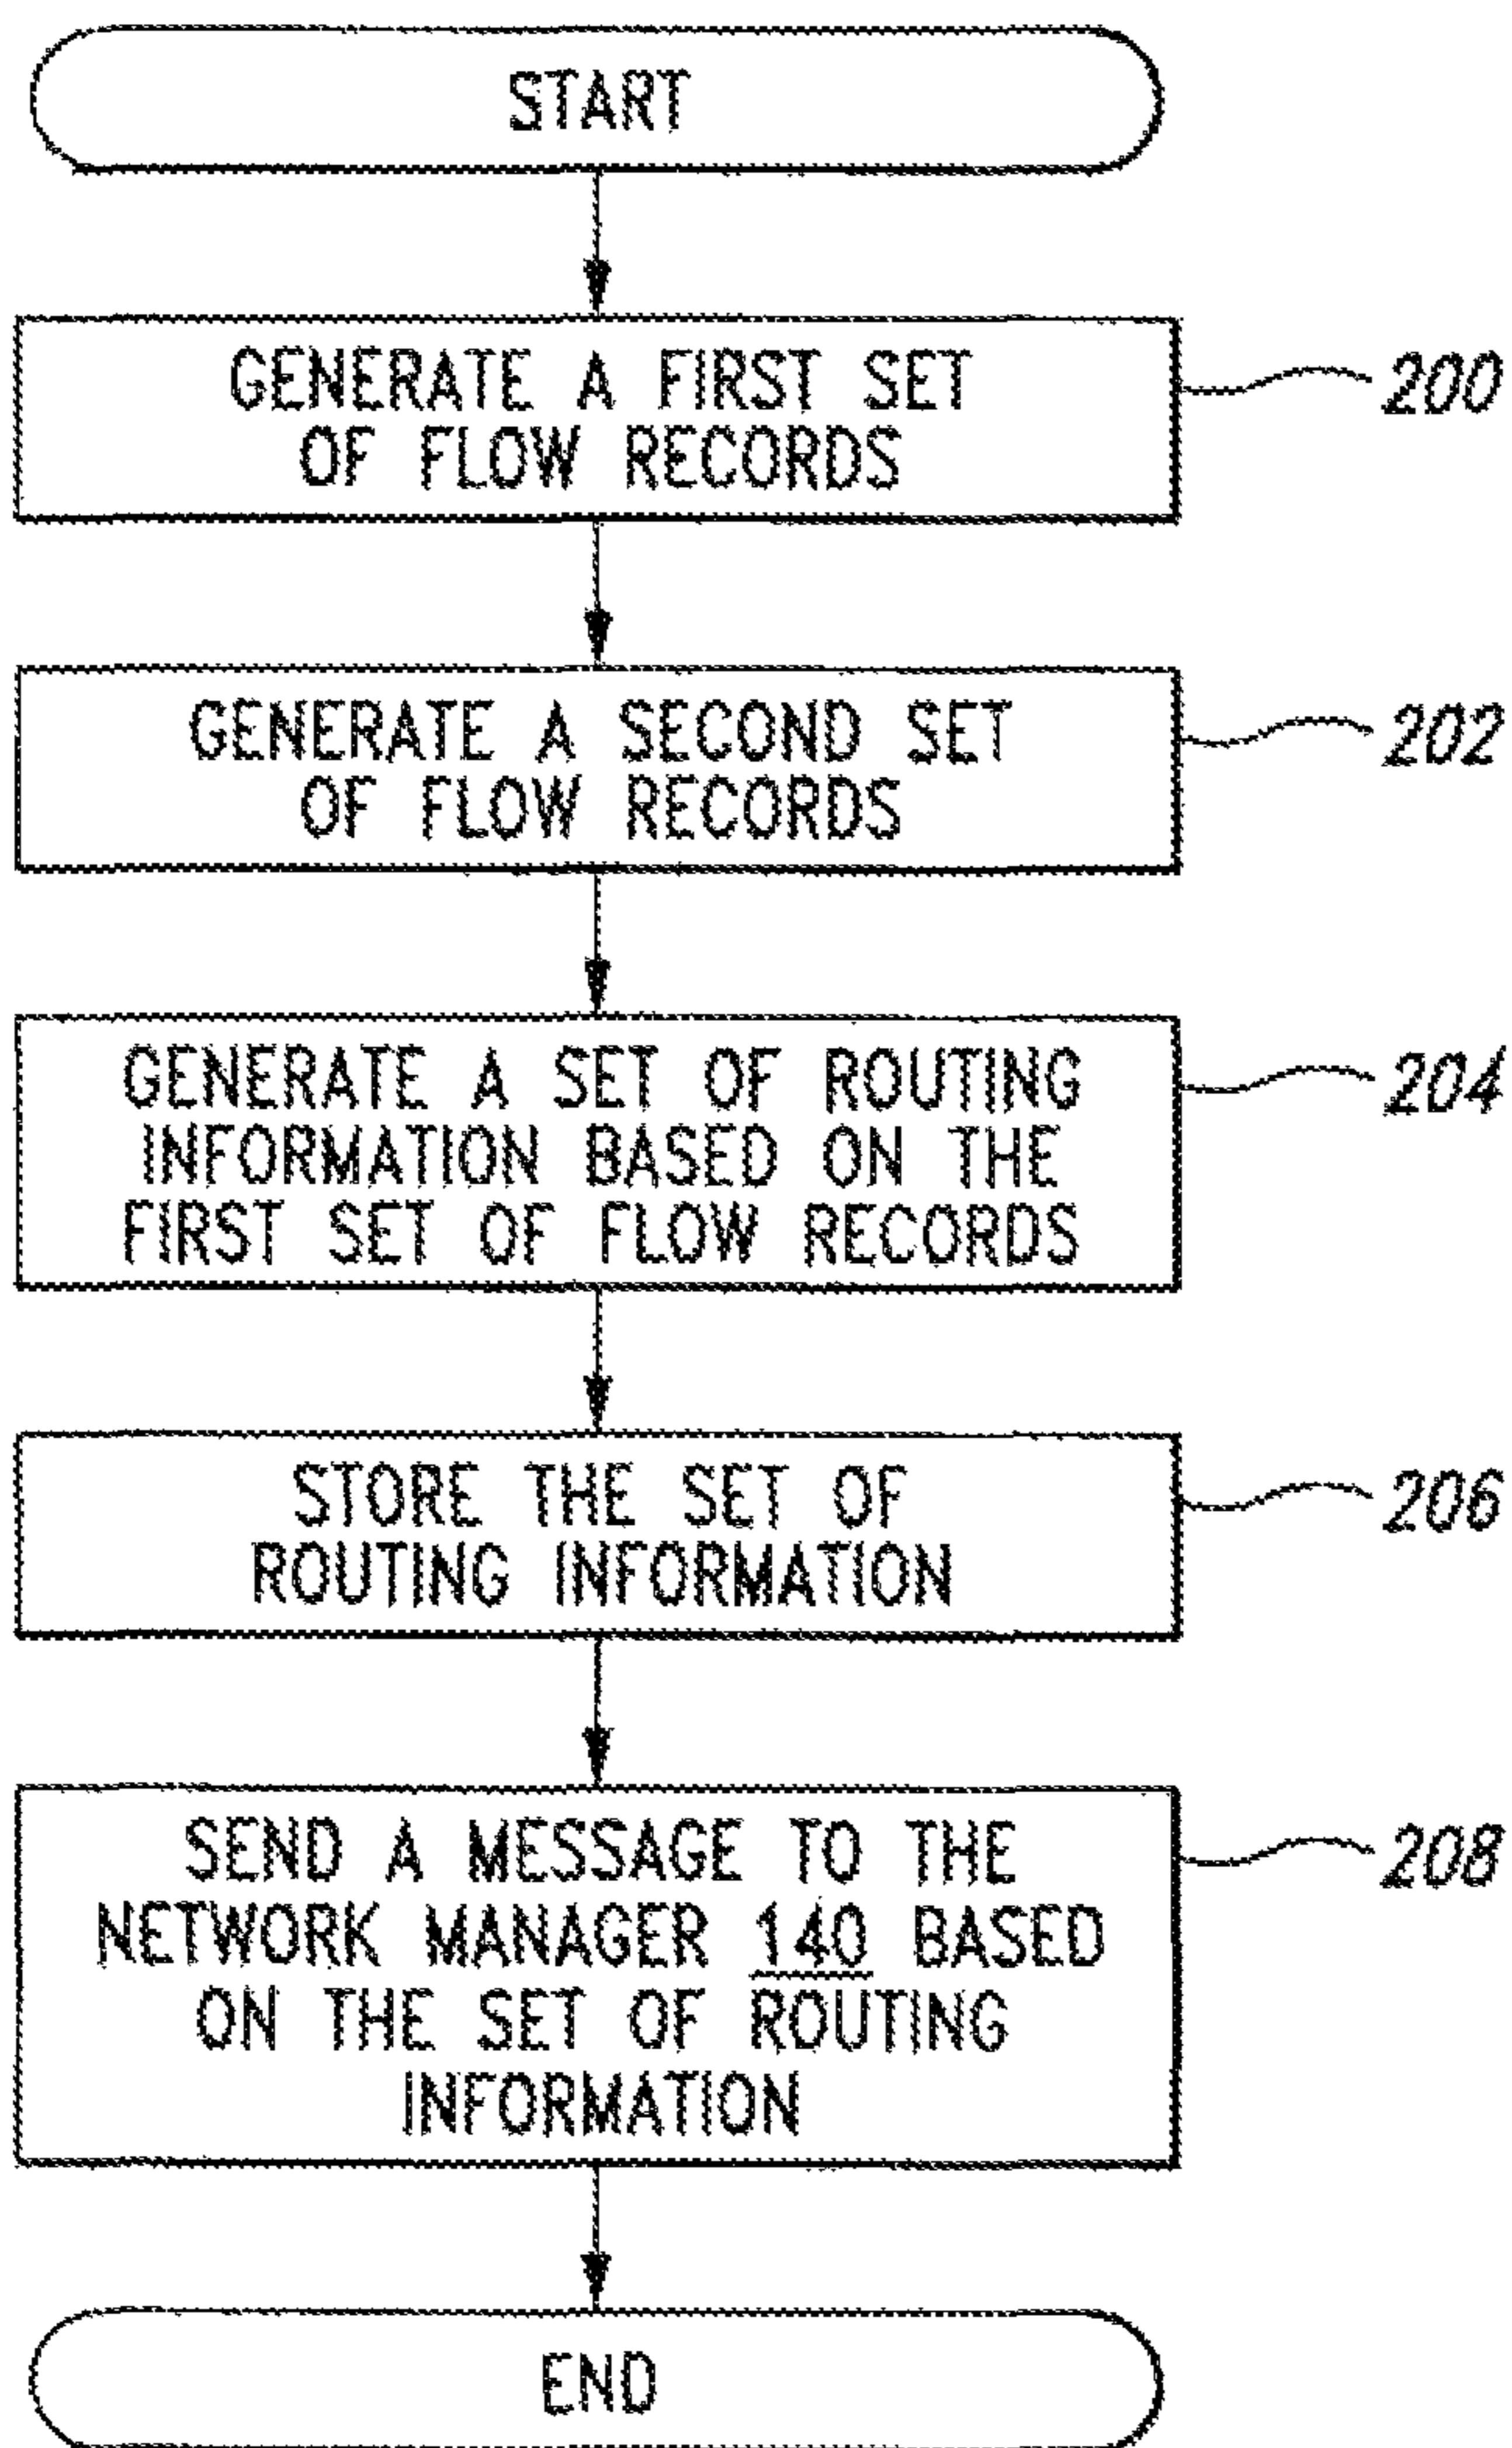 START
GENERATE A FIRST SET
OF FLOW RECORDS
200
GENERATE A SECOND SET
OF FLOW RECORDS
202
GENERATE A SET OF ROUTING
INFORMATION BASED ON THE
FIRST SET OF FLOW RECORDS
204
STORE THE SET OF
ROUTING INFORMATION
206
SEND A MESSAGE TO THE
NETWORK MANAGER 140 BASED
ON THE SET OF ROUTING
INFORMATION
208
END